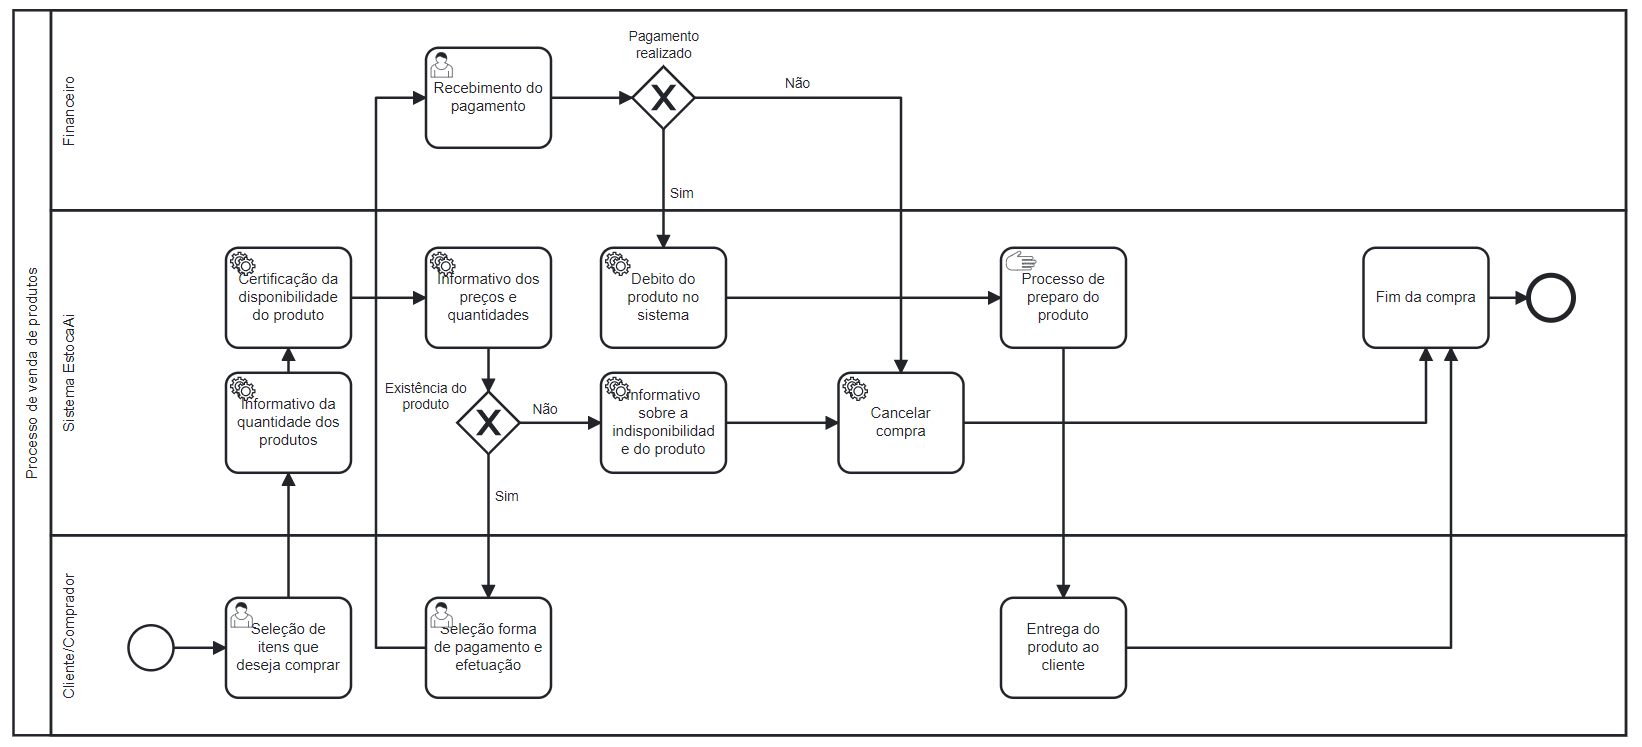 Processo de venda de produtos
Financeiro
Recebimento do
pagamento
Pagamento
realizado
Não
Sim
Sistema EstocaAi
Certificação da
disponibilidade
do produto
Informativo dos
preços e
quantidades
Debito do
produto no
sistema
Processo de
preparo do
produto
Fim da compra
Informativo da
quantidade dos
produtos
Existência do
produto
Não
Informativo
sobre a
indisponibilidad
e do produto
Cancelar
compra
Sim
Cliente/Comprador
Seleção de
itens que
deseja comprar
Seleção forma
de pagamento e
efetuação
Entrega do
produto ao
cliente